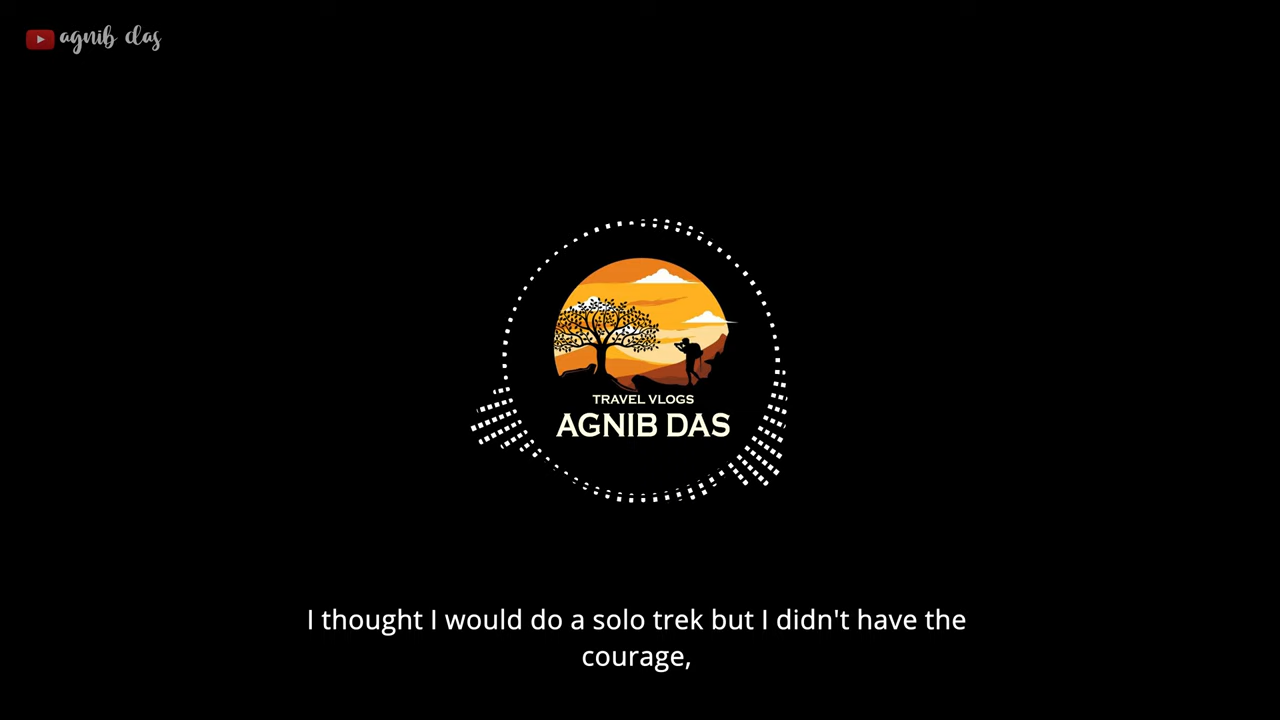 agnib das
TRAVEL VLOGS
AGNIB DAS
I thought I would do a solo trek but I didn't have the
courage,